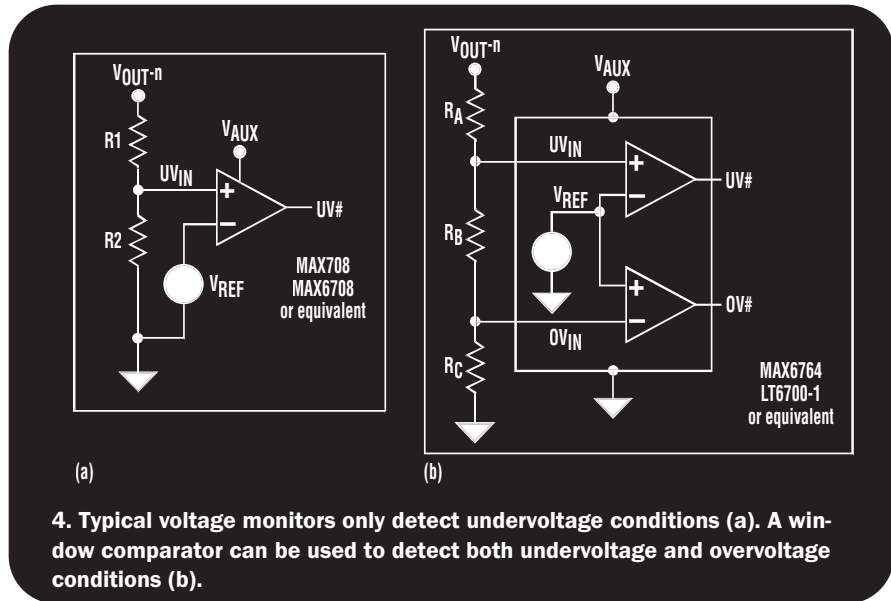 VOUT-n
R1
VAUX
UVIN
+
−
UV#
R2
VREF
MAX708
MAX6708
or equivalent
(a)
VOUT-n
VAUX
RA
UVIN
+
−
UV#
VREF
RB
+
−
OV#
OVIN
RC
MAX6764
LT6700-1
or equivalent
(b)
4. Typical voltage monitors only detect undervoltage conditions (a). A win-
dow comparator can be used to detect both undervoltage and overvoltage
conditions (b).